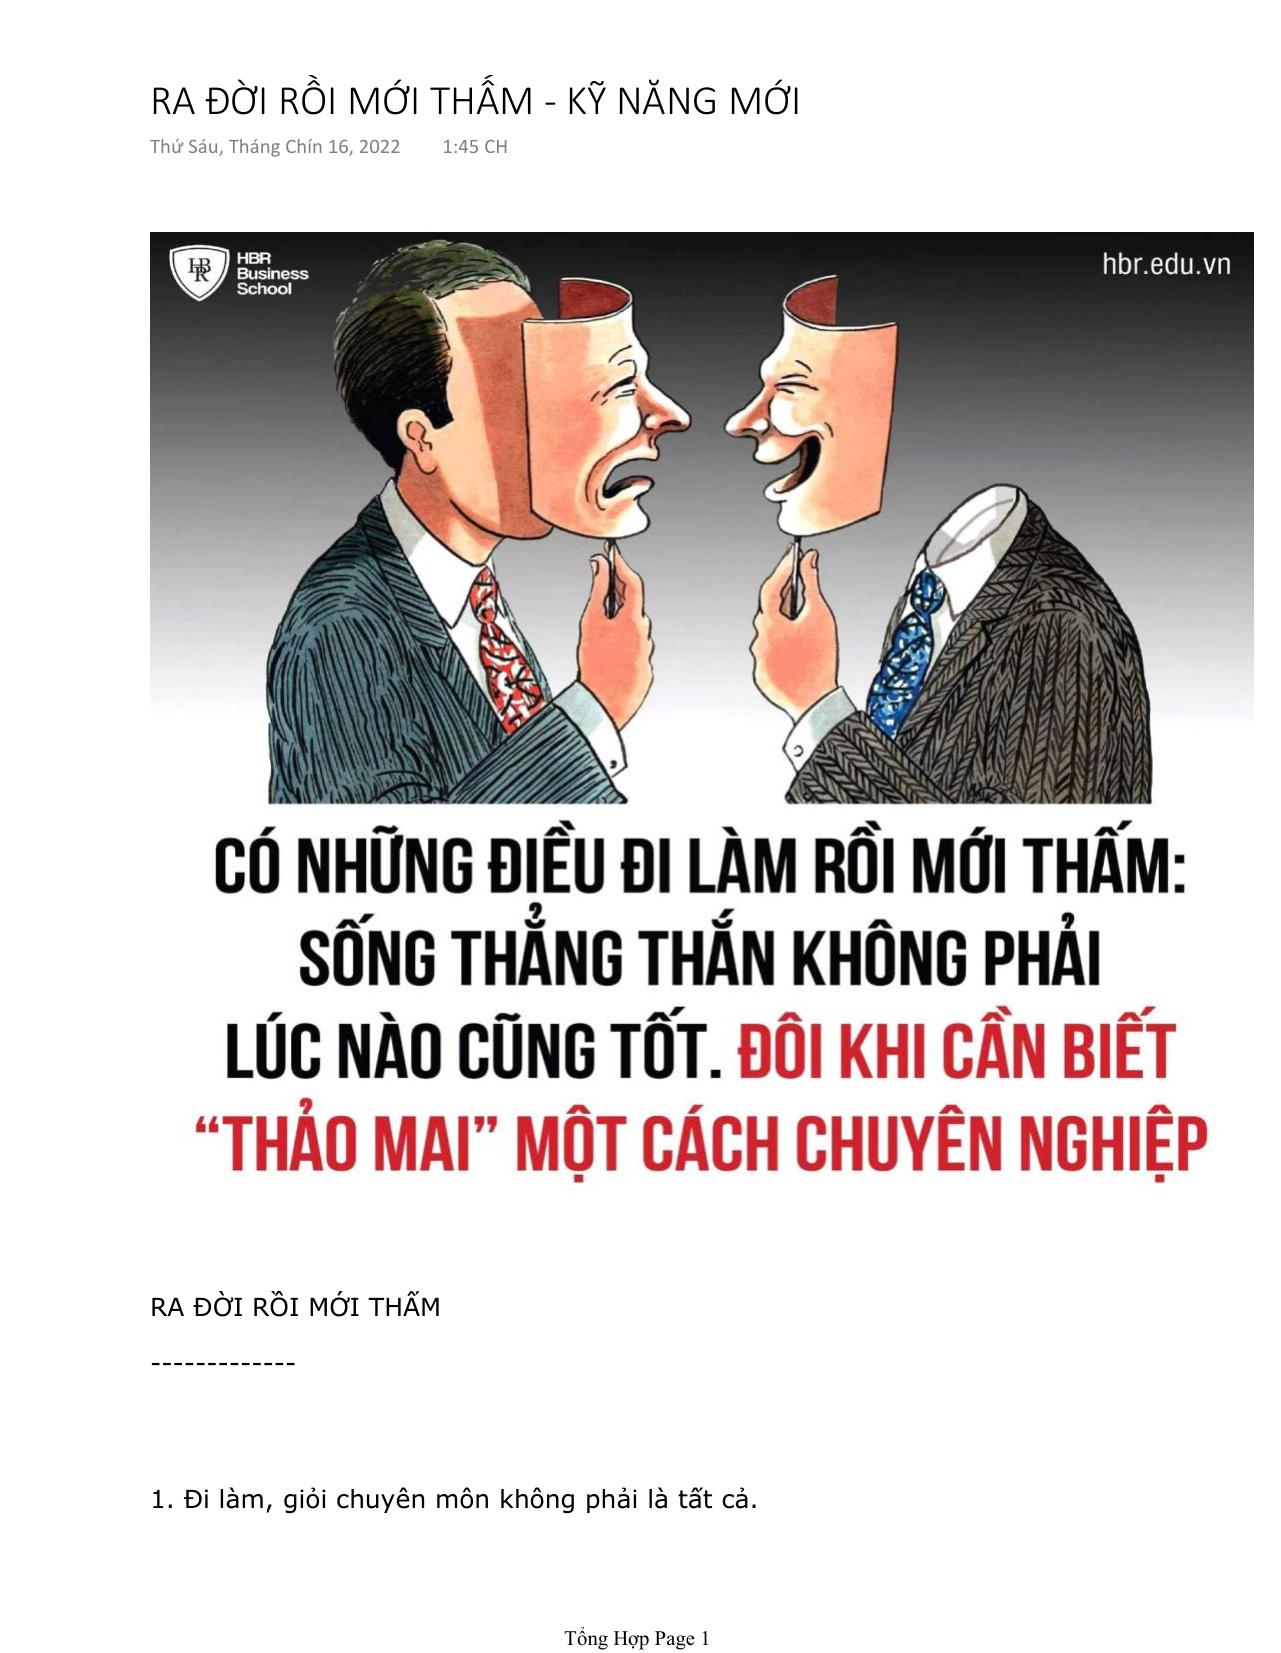 RA ĐỜI RỒI MỚI THẤM - KỸ NĂNG MỚI
Thứ Sáu, Tháng Chín 16, 2022 1:45 CH
HBR
HBR
Business
School
hbr.edu.vn
CÓ NHỮNG ĐIỀU ĐI LÀM RỒI MỚI THẤM:
SỐNG THẲNG THẮN KHÔNG PHẢI
LÚC NÀO CŨNG TỐT. ĐÔI KHI CẦN BIẾT
“THẢO MAI” MỘT CÁCH CHUYÊN NGHIỆP
RA ĐỜI RỒI MỚI THẤM
-------------
1. Đi làm, giỏi chuyên môn không phải là tất cả.
Tổng Hợp Page 1